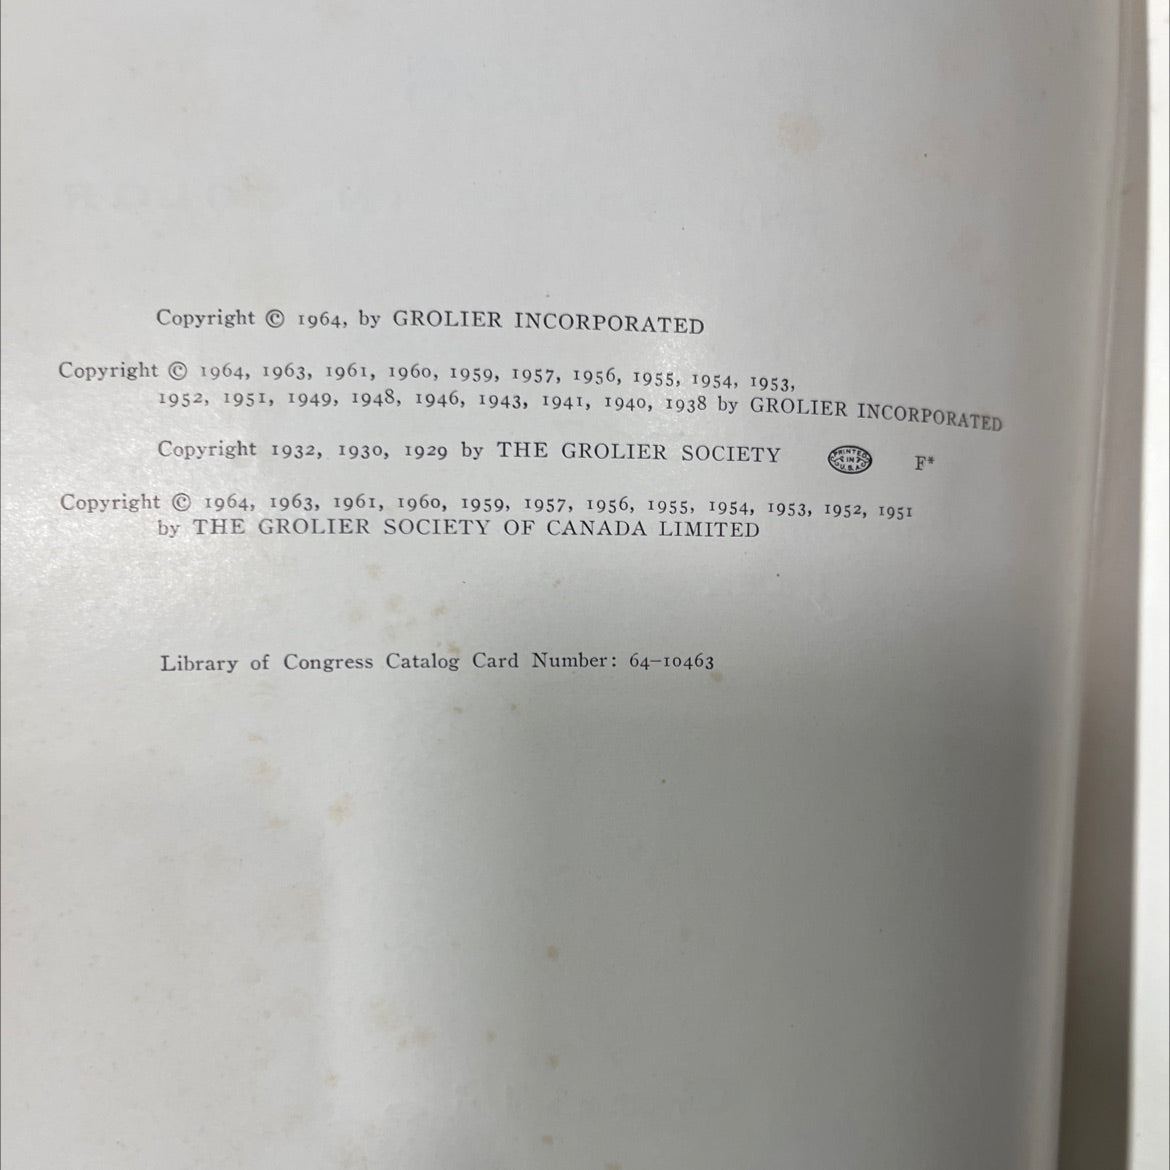 Copyright © 1964, by GROLIER INCORPORATED
Copyright © 1964, 1963, 1961, 1960, 1959, 1957, 1956, 1955, 1954, 1953,
1952, 1951, 1949, 1948, 1946, 1943, 1941, 1940, 1938 by GROLIER INCORPORATED
Copyright 1932, 1930, 1929 by THE GROLIER SOCIETY PRINTED IN U.S.A. F*
Copyright © 1964, 1963, 1961, 1960, 1959, 1957, 1956, 1955, 1954, 1953, 1952, 1951
by THE GROLIER SOCIETY OF CANADA LIMITED
Library of Congress Catalog Card Number: 64–10463